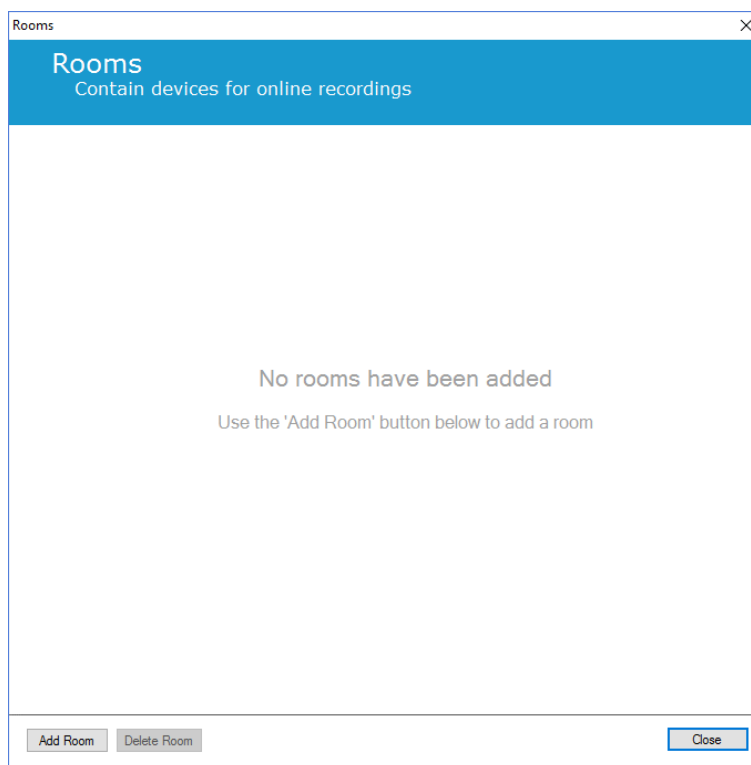 Rooms
Rooms
Contain devices for online recordings
No rooms have been added
Use the 'Add Room' button below to add a room
Add Room Delete Room Close